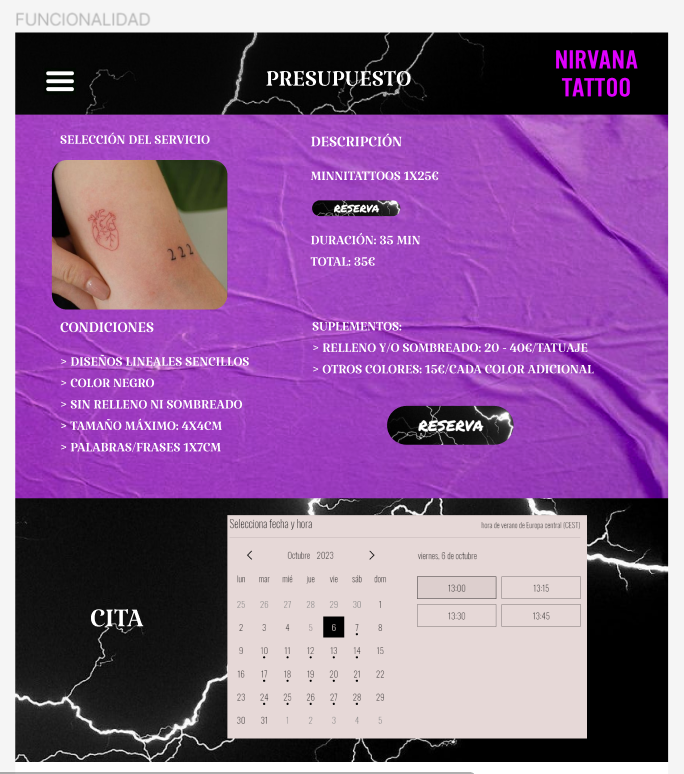 FUNCIONALIDAD
PRESUPUESTO
NIRVANA
TATTOO
SELECCIÓN DEL SERVICIO
222
CONDICIONES
> DISEÑOS LINEALES SENCILLOS
> COLOR NEGRO
> SIN RELLENO NI SOMBREADO
> TAMAÑO MÁXIMO: 4X4CM
> PALABRAS/FRASES 1X7CM
DESCRIPCIÓN
MINNITATTOOS 1X25€
RESERVA
DURACIÓN: 35 MIN
TOTAL: 35€
SUPLEMENTOS:
> RELLENO Y/O SOMBREADO: 20 - 40€/TATUAJE
> OTROS COLORES: 15€/CADA COLOR ADICIONAL
RESERVA
CITA
Selecciona fecha y hora
hora de verano de Europa central (CEST)
< Octubre 2023 >
lun mar mié jue vie sáb dom
25 26 27 28 29 30 1
2 3 4 5 6 7 8
9 10 11 12 13 14 15
16 17 18 19 20 21 22
23 24 25 26 27 28 29
30 31 1 2 3 4 5
viernes, 6 de octubre
13:00 13:15
13:30 13:45